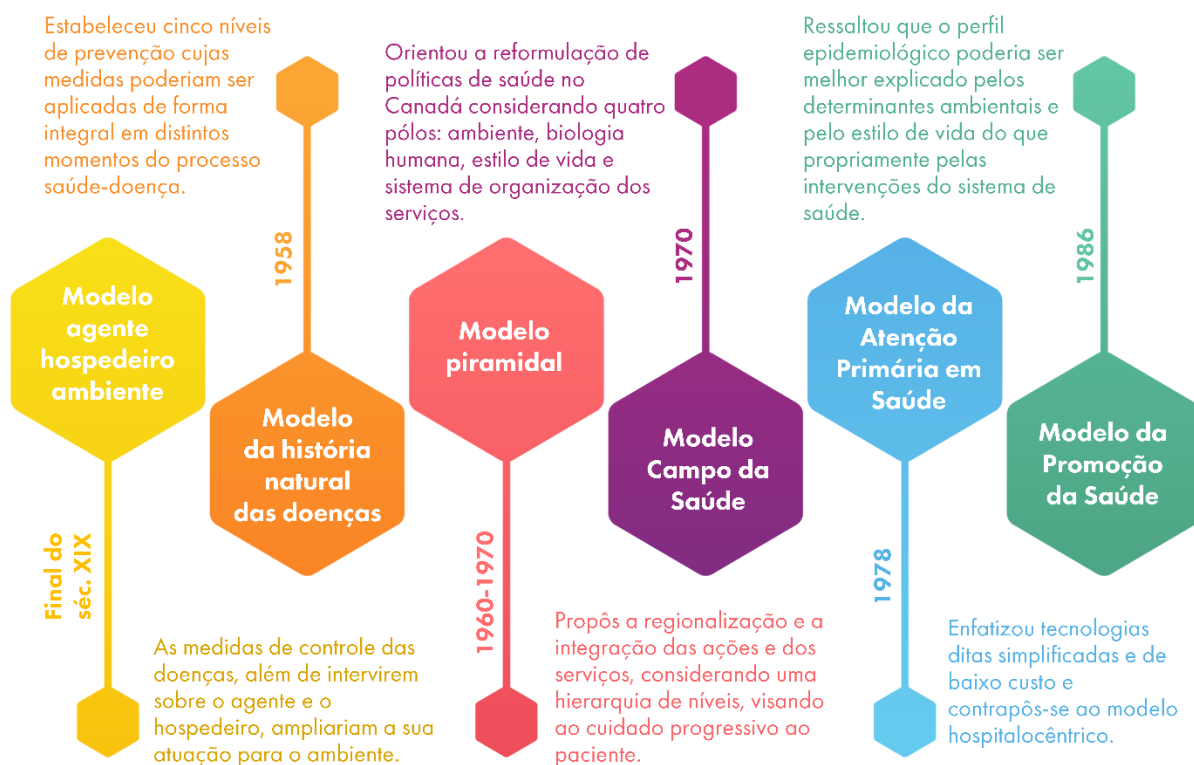 Estabeleceu cinco níveis
de prevenção cujas
medidas poderiam ser
aplicadas de forma
integral em distintos
momentos do processo
saúde-doença.
Orientou a reformulação de
políticas de saúde no
Canadá considerando quatro
pólos: ambiente, biologia
humana, estilo de vida e
sistema de organização dos
serviços.
Ressaltou que o perfil
epidemiológico poderia ser
melhor explicado pelos
determinantes ambientais e
pelo estilo de vida do que
propriamente pelas
intervenções do sistema de
saúde.
1958
1970
1986
Modelo
agente
hospedeiro
ambiente
Modelo
da história
natural
das doenças
Modelo
piramidal
Modelo
Campo da
Saúde
Modelo da
Atenção
Primária em
Saúde
Modelo da
Promoção
da Saúde
Final do
séc. XIX
1960-1970
1978
As medidas de controle das
doenças, além de intervirem
sobre o agente e o
hospedeiro, ampliariam a sua
atuação para o ambiente.
Propôs a regionalização e a
integração das ações e dos
serviços, considerando uma
hierarquia de níveis, visando
ao cuidado progressivo ao
paciente.
Enfatizou tecnologias
ditas simplificadas e de
baixo custo e
contrapôs-se ao modelo
hospitalocêntrico.